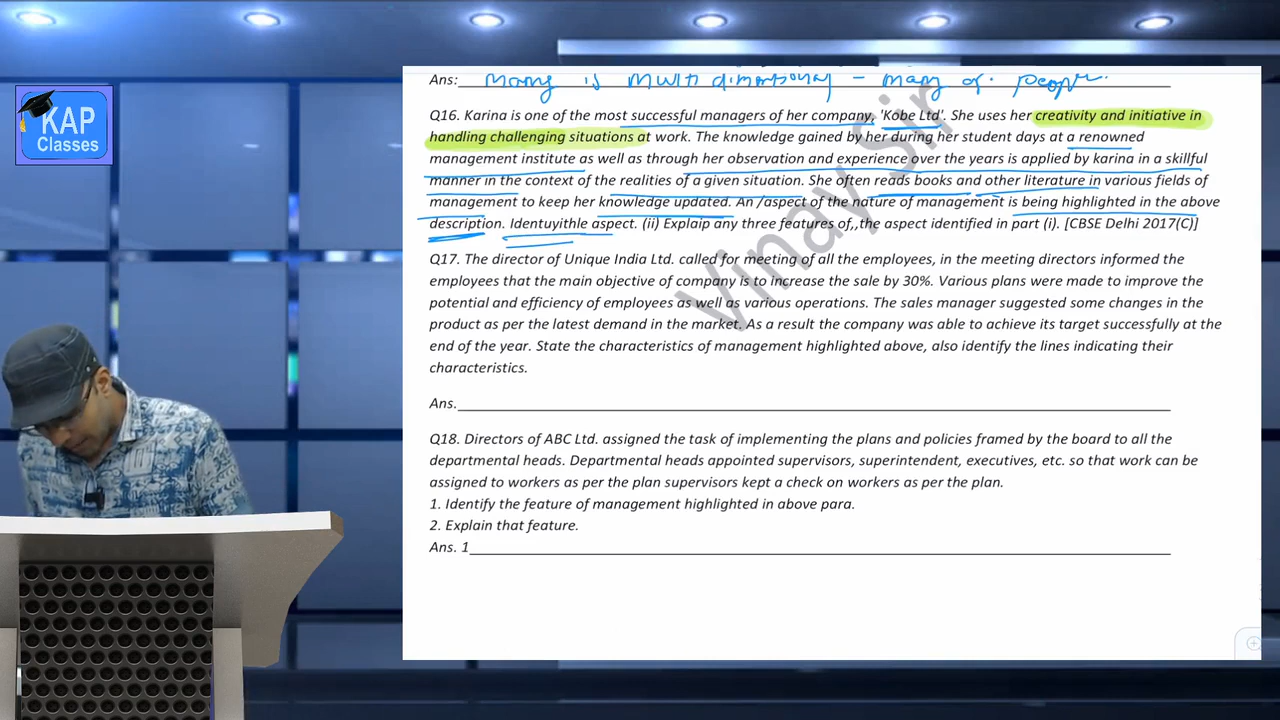 KAP
Classes
Ans: is Multi dimentional - of people.
Q16. Karina is one of the most successful managers of her company, 'Kobe Ltd'. She uses her creativity and initiative in
handling challenging situations at work. The knowledge gained by her during her student days at a renowned
management institute as well as through her observation and experience over the years is applied by karina in a skillful
manner in the context of the realities of a given situation. She often reads books and other literature in various fields of
management to keep her knowledge updated. An /aspect of the nature of management is being highlighted in the above
description. Identuyithle aspect. (ii) Explaip any three features of,,the aspect identified in part (i). [CBSE Delhi 2017(C)]
Q17. The director of Unique India Ltd. called for meeting of all the employees, in the meeting directors informed the
employees that the main objective of company is to increase the sale by 30%. Various plans were made to improve the
potential and efficiency of employees as well as various operations. The sales manager suggested some changes in the
product as per the latest demand in the market. As a result the company was able to achieve its target successfully at the
end of the year. State the characteristics of management highlighted above, also identify the lines indicating their
characteristics.
Ans.
Q18. Directors of ABC Ltd. assigned the task of implementing the plans and policies framed by the board to all the
departmental heads. Departmental heads appointed supervisors, superintendent, executives, etc. so that work can be
assigned to workers as per the plan supervisors kept a check on workers as per the plan.
1. Identify the feature of management highlighted in above para.
2. Explain that feature.
Ans. 1
Vinay Sir